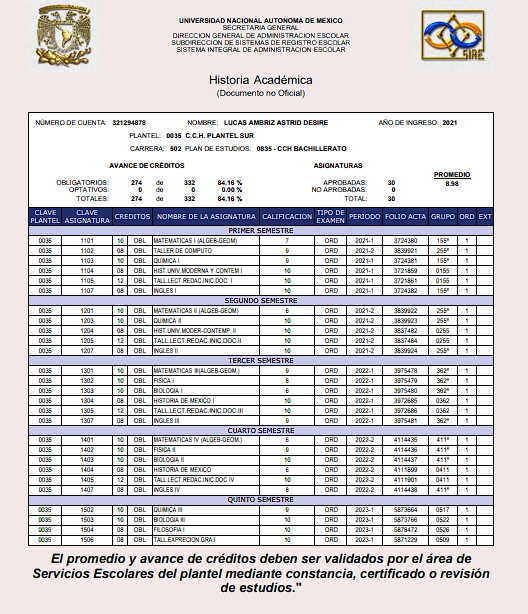 UNIVERSIDAD NACIONAL AUTONOMA DE MEXICO
SECRETARIA GENERAL
DIRECCION GENERAL DE ADMINISTRACION ESCOLAR
SUBDIRECCION DE SISTEMAS DE REGISTRO ESCOLAR
SISTEMA INTEGRAL DE ADMINISTRACION ESCOLAR
SIAE
Historia Académica
(Documento no Oficial)
NÚMERO DE CUENTA: 321294878 NOMBRE: LUCAS AMBRIZ ASTRID DESIRE AÑO DE INGRESO: 2021
PLANTEL: 0035 C.C.H. PLANTEL SUR
CARRERA: 502 PLAN DE ESTUDIOS: 0835 - CCH BACHILLERATO
AVANCE DE CRÉDITOS ASIGNATURAS PROMEDIO
OBLIGATORIOS: 274 de 332 84.16 % APROBADAS: 30 8.98
OPTATIVOS: 0 de 0 0.00 % NO APROBADAS: 0
TOTALES: 274 de 332 84.16 % TOTAL: 30
CLAVE PLANTEL CLAVE ASIGNATURA CREDITOS NOMBRE DE LA ASIGNATURA CALIFICACION TIPO DE EXAMEN PERIODO FOLIO ACTA GRUPO ORD EXT
PRIMER SEMESTRE
0035 1101 10 OBL MATEMATICAS I (ALGEB-GEOM) 7 ORD 2021-1 3724380 155º 1
0035 1102 08 OBL TALLER DE COMPUTO 9 ORD 2021-2 3839921 255º 1
0035 1103 10 OBL QUIMICA I 9 ORD 2021-1 3724381 155º 1
0035 1104 08 OBL HIST.UNIV.MODERNA Y CONTEM I 10 ORD 2021-1 3721859 0155 1
0035 1105 12 OBL TALL.LECT.REDAC.INIC.DOC. I 10 ORD 2021-1 3721861 0155 1
0035 1107 08 OBL INGLES I 10 ORD 2021-1 3724382 155º 1
SEGUNDO SEMESTRE
0035 1201 10 OBL MATEMATICAS II (ALGEB-GEOM) 6 ORD 2021-2 3839922 255º 1
0035 1203 10 OBL QUIMICA II 10 ORD 2021-2 3839923 255º 1
0035 1204 08 OBL HIST.UNIV.MODER-CONTEMP. II 10 ORD 2021-2 3837482 0255 1
0035 1205 12 OBL TALL.LECT.REDAC.INIC.DOC II 10 ORD 2021-2 3837484 0255 1
0035 1207 08 OBL INGLES II 10 ORD 2021-2 3839924 255º 1
TERCER SEMESTRE
0035 1301 10 OBL MATEMATICAS III(ALGEB-GEOM.) 9 ORD 2022-1 3975478 362º 1
0035 1302 10 OBL FISICA I 8 ORD 2022-1 3975479 362º 1
0035 1303 10 OBL BIOLOGIA I 6 ORD 2022-1 3975480 362º 1
0035 1304 08 OBL HISTORIA DE MEXICO I 10 ORD 2022-1 3972685 0362 1
0035 1305 12 OBL TALL.LECT.REDAC.INIC.DOC.III 10 ORD 2022-1 3972686 0362 1
0035 1307 08 OBL INGLES III 9 ORD 2022-1 3975481 362º 1
CUARTO SEMESTRE
0035 1401 10 OBL MATEMATICAS IV (ALGEB-GEOM.) 6 ORD 2022-2 4114435 411º 1
0035 1402 10 OBL FISICA II 9 ORD 2022-2 4114436 411º 1
0035 1403 10 OBL BIOLOGIA II 10 ORD 2022-2 4114437 411º 1
0035 1404 08 OBL HISTORIA DE MEXICO 6 ORD 2022-2 4111899 0411 1
0035 1405 12 OBL TALL.LECT.REDAC.INIC.DOC IV 10 ORD 2022-2 4111901 0411 1
0035 1407 08 OBL INGLES IV 6 ORD 2022-2 4114438 411º 1
QUINTO SEMESTRE
0035 1502 10 OBL QUIMICA III 9 ORD 2023-1 5873664 0517 1
0035 1503 10 OBL BIOLOGIA III 10 ORD 2023-1 5873766 0522 1
0035 1504 08 OBL FILOSOFIA I 10 ORD 2023-1 5878472 0526 1
0035 1506 08 OBL TALL.EXPRECION.GRA I 10 ORD 2023-1 5871229 0509 1
El promedio y avance de créditos deben ser validados por el área de
Servicios Escolares del plantel mediante constancia, certificado o revisión
de estudios."